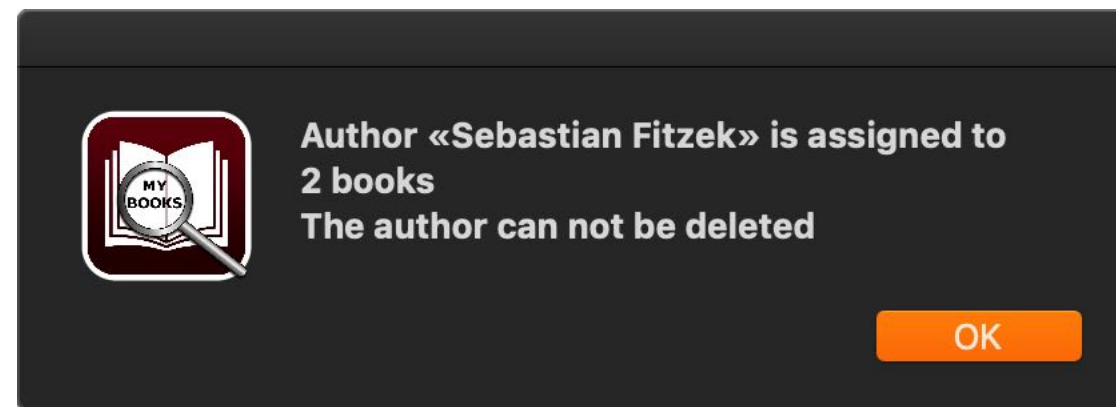 MY
BOOKS
Author «Sebastian Fitzek» is assigned to
2 books
The author can not be deleted
OK